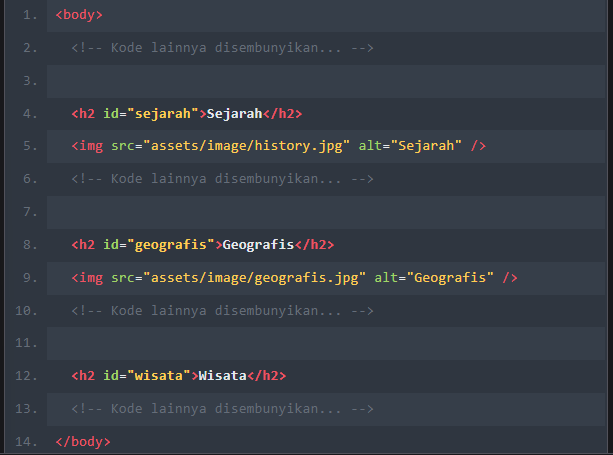 1. <body>
2. <!-- Kode lainnya disembunyikan... -->
3.
4. <h2 id="sejarah">Sejarah</h2>
5. <img src="assets/image/history.jpg" alt="Sejarah" />
6. <!-- Kode lainnya disembunyikan... -->
7.
8. <h2 id="geografis">Geografis</h2>
9. <img src="assets/image/geografis.jpg" alt="Geografis" />
10. <!-- Kode lainnya disembunyikan... -->
11.
12. <h2 id="wisata">Wisata</h2>
13. <!-- Kode lainnya disembunyikan... -->
14. </body>